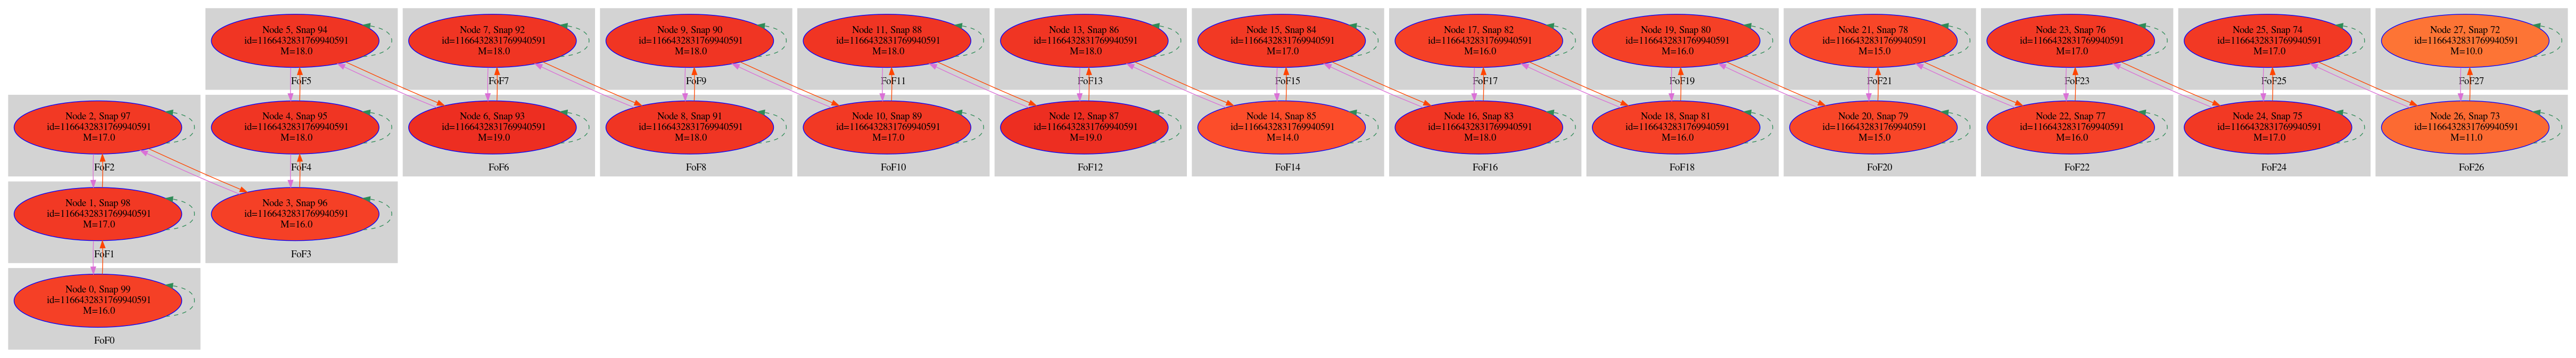 Node 5, Snap 94
id=1166432831769940591
M=18.0
FoF5
Node 7, Snap 92
id=1166432831769940591
M=18.0
FoF7
Node 9, Snap 90
id=1166432831769940591
M=18.0
FoF9
Node 11, Snap 88
id=1166432831769940591
M=18.0
FoF11
Node 13, Snap 86
id=1166432831769940591
M=18.0
FoF13
Node 15, Snap 84
id=1166432831769940591
M=17.0
FoF15
Node 17, Snap 82
id=1166432831769940591
M=16.0
FoF17
Node 19, Snap 80
id=1166432831769940591
M=16.0
FoF19
Node 21, Snap 78
id=1166432831769940591
M=15.0
FoF21
Node 23, Snap 76
id=1166432831769940591
M=17.0
FoF23
Node 25, Snap 74
id=1166432831769940591
M=17.0
FoF25
Node 27, Snap 72
id=1166432831769940591
M=10.0
FoF27
Node 2, Snap 97
id=1166432831769940591
M=17.0
FoF2
Node 4, Snap 95
id=1166432831769940591
M=18.0
FoF4
Node 6, Snap 93
id=1166432831769940591
M=19.0
FoF6
Node 8, Snap 91
id=1166432831769940591
M=18.0
FoF8
Node 10, Snap 89
id=1166432831769940591
M=17.0
FoF10
Node 12, Snap 87
id=1166432831769940591
M=19.0
FoF12
Node 14, Snap 85
id=1166432831769940591
M=14.0
FoF14
Node 16, Snap 83
id=1166432831769940591
M=18.0
FoF16
Node 18, Snap 81
id=1166432831769940591
M=16.0
FoF18
Node 20, Snap 79
id=1166432831769940591
M=15.0
FoF20
Node 22, Snap 77
id=1166432831769940591
M=16.0
FoF22
Node 24, Snap 75
id=1166432831769940591
M=17.0
FoF24
Node 26, Snap 73
id=1166432831769940591
M=11.0
FoF26
Node 1, Snap 98
id=1166432831769940591
M=17.0
FoF1
Node 3, Snap 96
id=1166432831769940591
M=16.0
FoF3
Node 0, Snap 99
id=1166432831769940591
M=16.0
FoF0